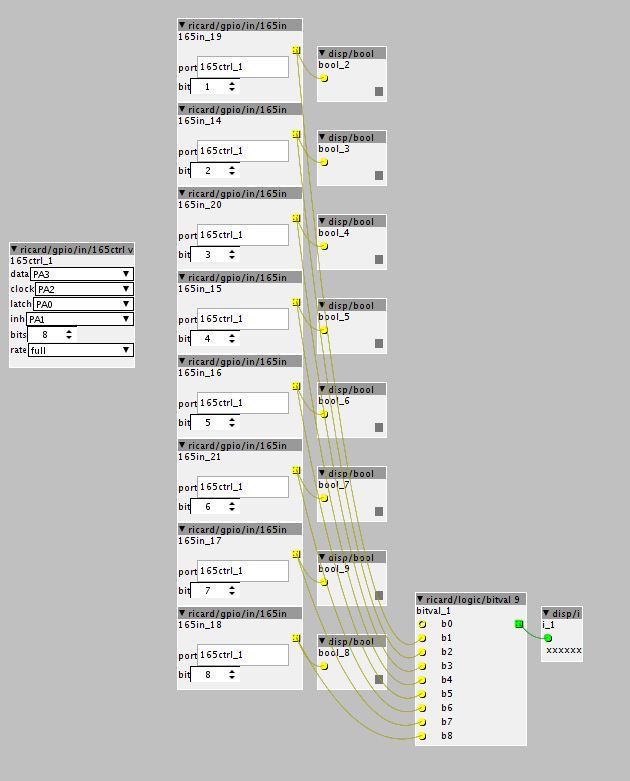 ricard/gpio/in/165in
165in_19
port 165ctrl_1
bit 1
disp/bool
bool_2
ricard/gpio/in/165in
165in_14
port 165ctrl_1
bit 2
disp/bool
bool_3
ricard/gpio/in/165in
165in_20
port 165ctrl_1
bit 3
disp/bool
bool_4
ricard/gpio/in/165ctrl v
165ctrl_1
data PA3
clock PA2
latch PA0
inh PA1
bits 8
rate full
ricard/gpio/in/165in
165in_15
port 165ctrl_1
bit 4
disp/bool
bool_5
ricard/gpio/in/165in
165in_16
port 165ctrl_1
bit 5
disp/bool
bool_6
ricard/gpio/in/165in
165in_21
port 165ctrl_1
bit 6
disp/bool
bool_7
ricard/gpio/in/165in
165in_17
port 165ctrl_1
bit 7
disp/bool
bool_9
ricard/gpio/in/165in
165in_18
port 165ctrl_1
bit 8
disp/bool
bool_8
ricard/logic/bitval 9
bitval_1
b0
b1
b2
b3
b4
b5
b6
b7
b8
disp/i
i_1
xxxxxx